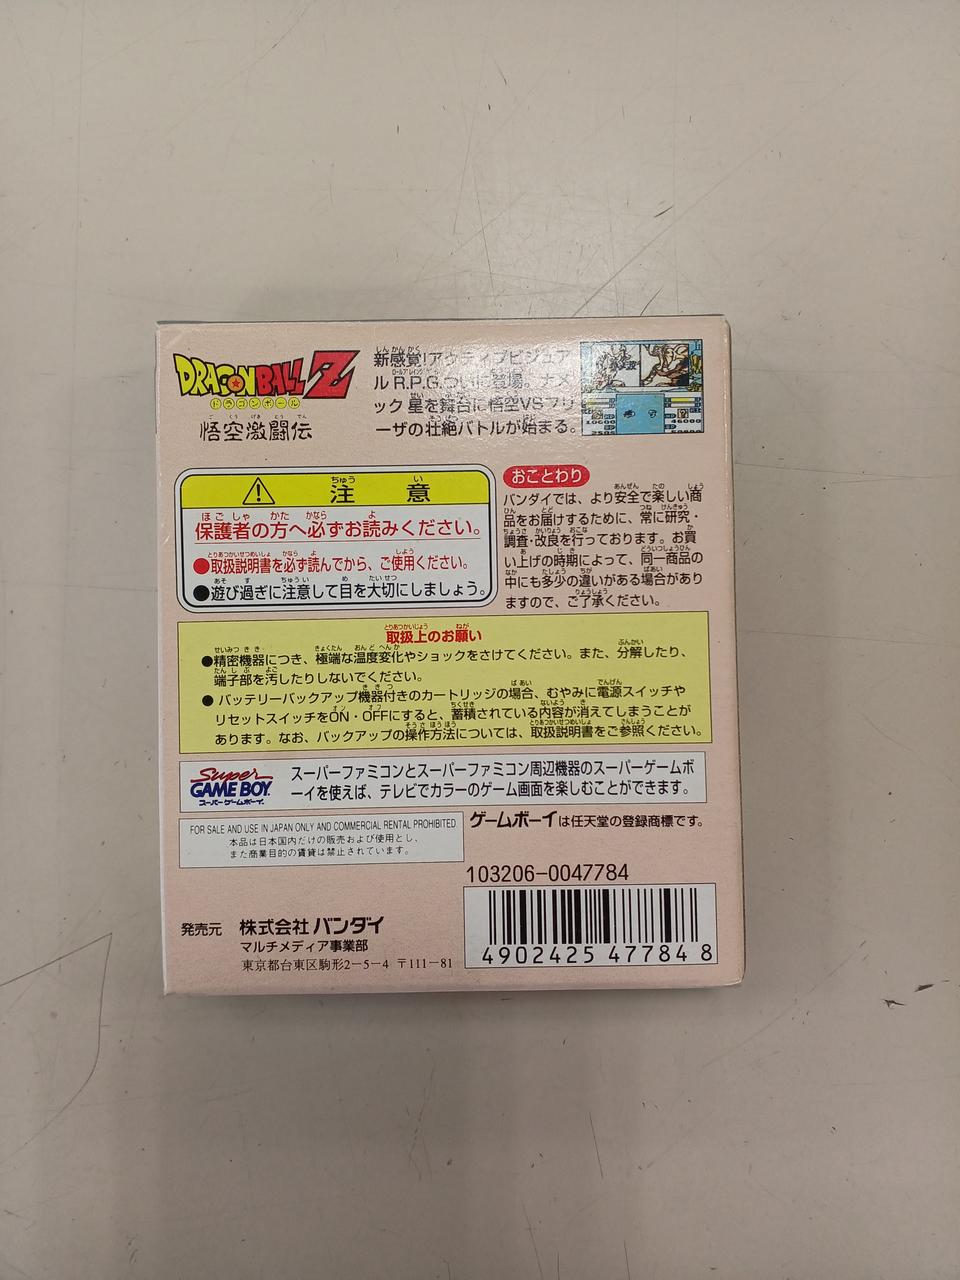 DRAGONBALL Z
ドラゴンボール
悟空激闘伝
新感覚!アクティブビジュア
ル R.P.G.ついに登場。ナメ
ック星を舞台に悟空VSフリ
ーザの壮絶バトルが始まる。
注意
保護者の方へ必ずお読みください。
●取扱説明書を必ず読んでから、ご使用ください。
●遊び過ぎに注意して目を大切にしましょう。
おことわり
バンダイでは、より安全で楽しい商
品をお届けするために、常に研究・
調査・改良を行っております。お買
い上げの時期によって、同一商品の
中にも多少の違いがある場合があり
ますので、ご了承ください。
取扱上のお願い
●精密機器につき、極端な温度変化やショックをさけてください。また、分解したり、
端子部を汚したりしないでください。
●バッテリーバックアップ機器付きのカートリッジの場合、むやみに電源スイッチや
リセットスイッチをON・OFFにすると、蓄積されている内容が消えてしまうことが
あります。なお、バックアップの操作方法については、取扱説明書をご参照ください。
Super
GAME BOY
スーパーゲームボーイ
スーパーファミコンとスーパーファミコン周辺機器のスーパーゲームボ
ーイを使えば、テレビでカラーのゲーム画面を楽しむことができます。
FOR SALE AND USE IN JAPAN ONLY AND COMMERCIAL RENTAL PROHIBITED
本品は日本国内だけの販売および使用とし、
また商業目的の賃貸は禁止されています。
ゲームボーイは任天堂の登録商標です。
103206-0047784
4902425 477848
発売元 株式会社 バンダイ
マルチメディア事業部
東京都台東区駒形2-5-4 〒111-81